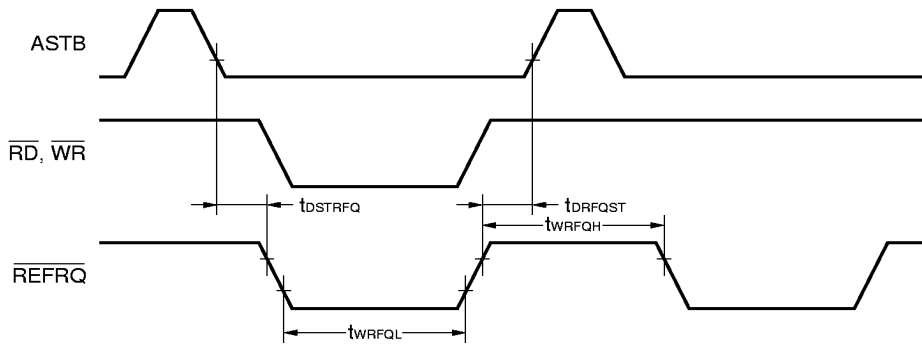 ASTB
RD, WR
tDSTRFQ
tDRFQST
tWRFQH
REFRQ
tWRFQL